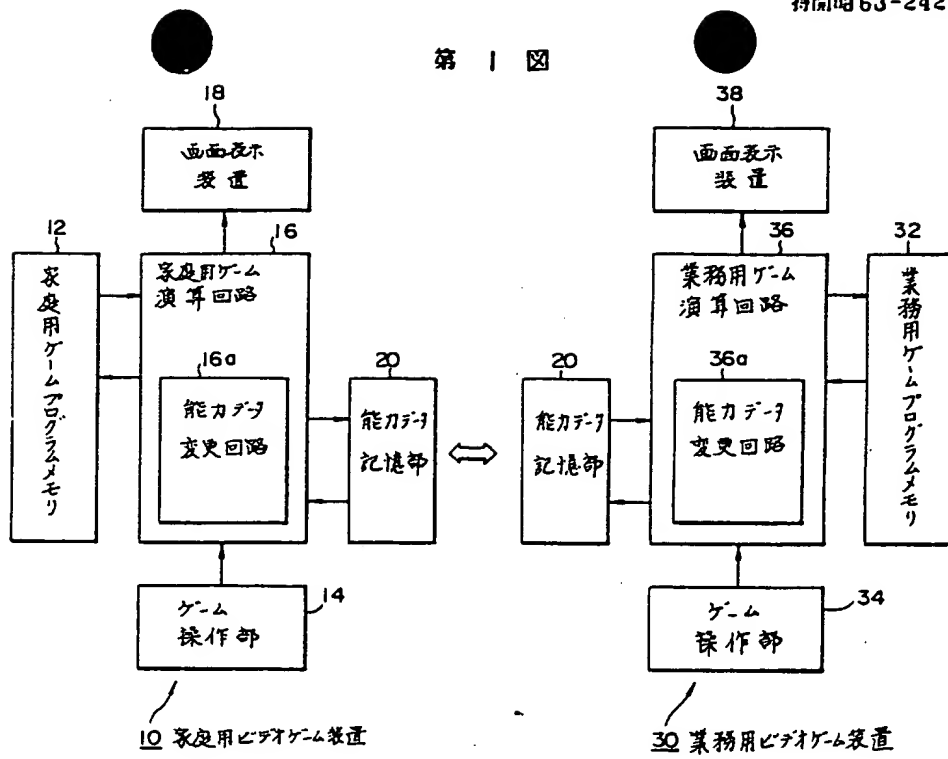 特開昭63-242
第 1 図
18
画面表示
装置
38
画面表示
装置
12
家庭用ゲームプログラムメモリ
16
家庭用ゲーム
演算回路
16a
能力データ
変更回路
20
能力データ
記憶部
20
能力データ
記憶部
36
業務用ゲーム
演算回路
36a
能力データ
変更回路
32
業務用ゲームプログラムメモリ
14
ゲーム
操作部
34
ゲーム
操作部
10 家庭用ビデオゲーム装置
30 業務用ビデオゲーム装置